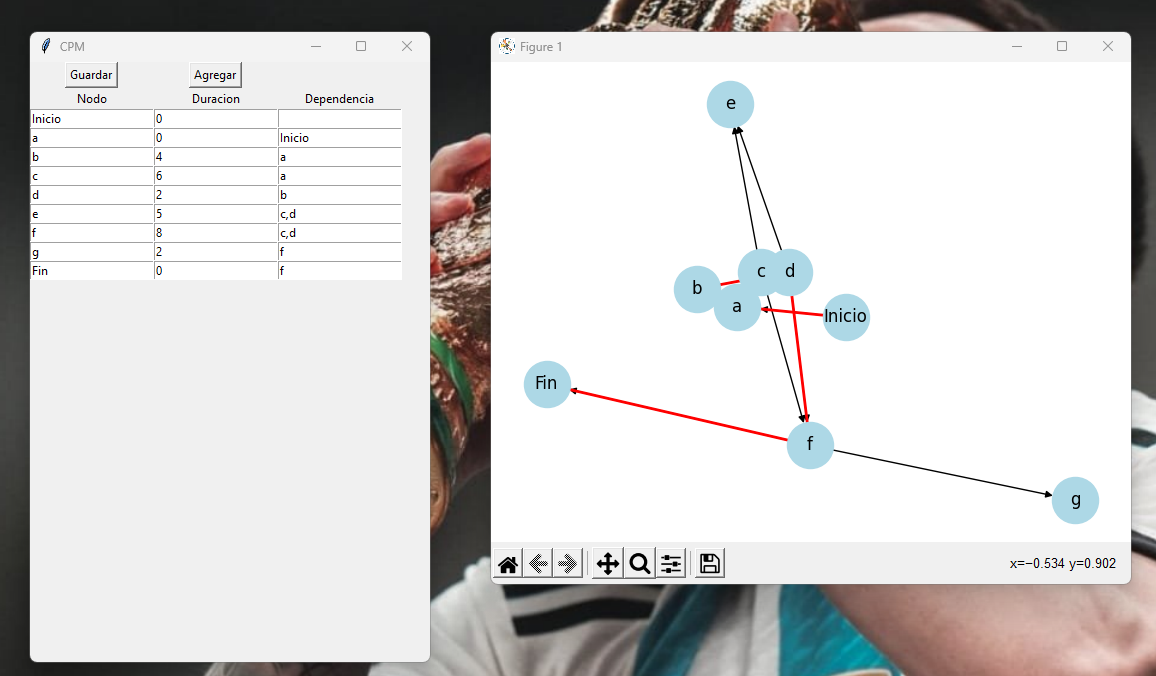 CPM
Guardar Agregar
Nodo Duracion Dependencia
Inicio 0
a 0 Inicio
b 4 a
c 6 a
d 2 b
e 5 c,d
f 8 c,d
g 2 f
Fin 0 f
Figure 1
e
c d
b
a
Inicio
Fin
f
g
x=−0.534 y=0.902